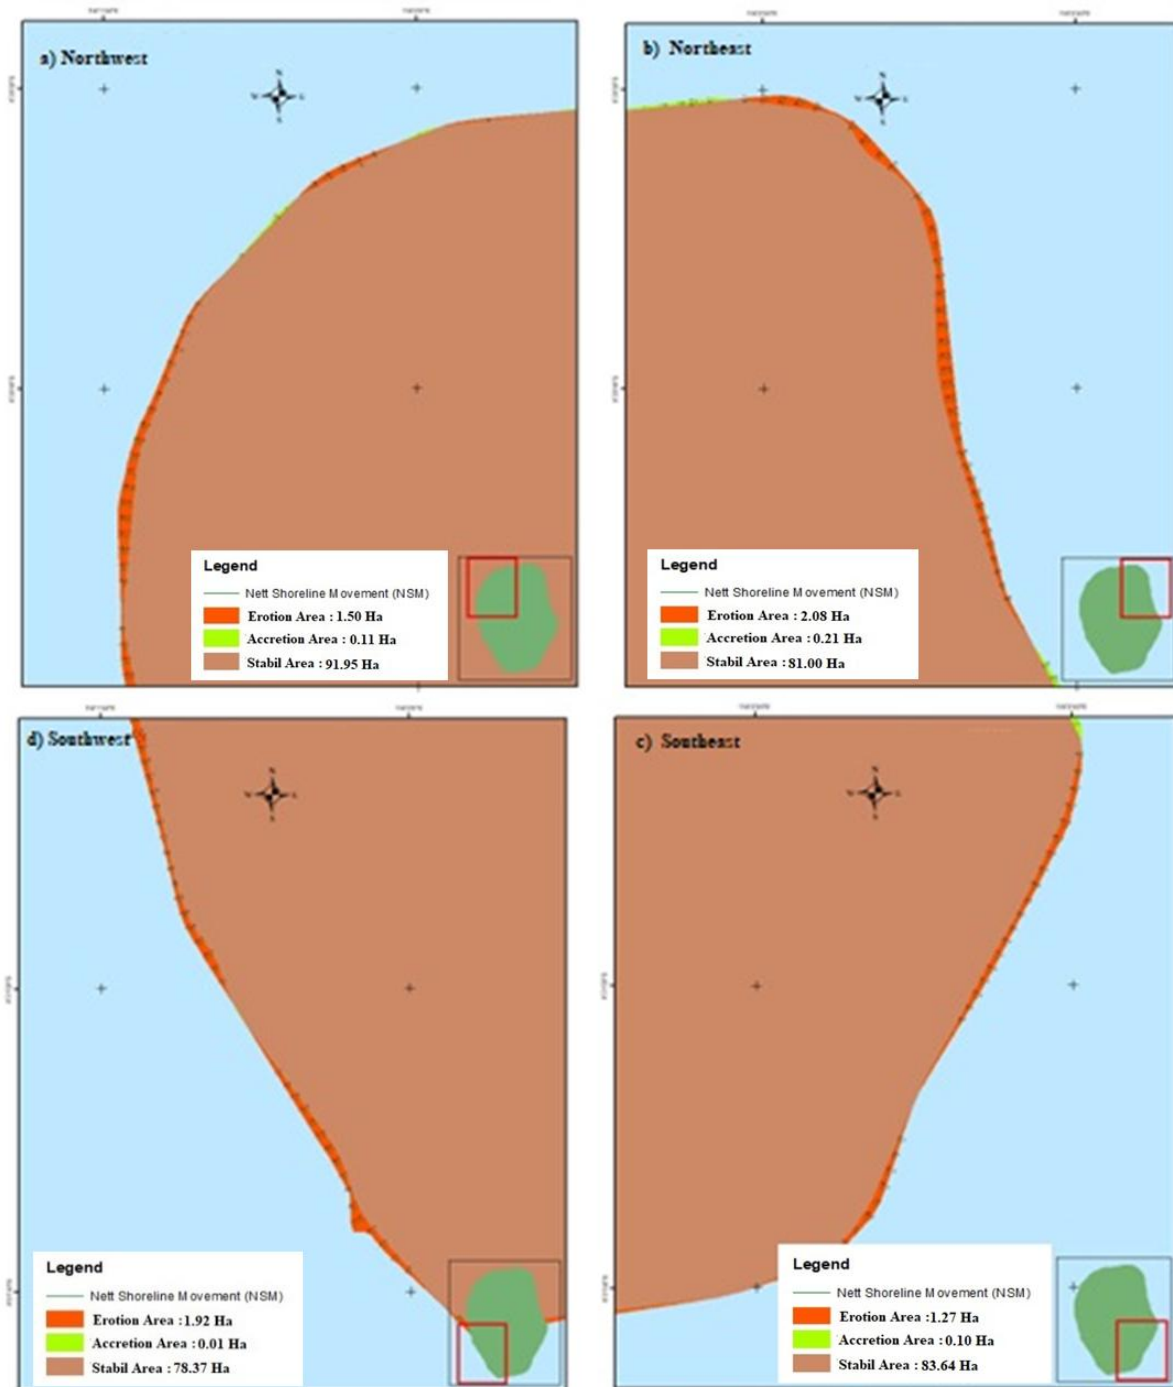 a) Northwest
N
W E
S
Legend
Nett Shoreline Movement (NSM)
Erotion Area : 1.50 Ha
Accretion Area : 0.11 Ha
Stabil Area : 91.95 Ha
b) Northeast
N
W E
S
Legend
Nett Shoreline Movement (NSM)
Erotion Area : 2.08 Ha
Accretion Area : 0.21 Ha
Stabil Area : 81.00 Ha
d) Southwest
N
W E
S
Legend
Nett Shoreline Movement (NSM)
Erotion Area : 1.92 Ha
Accretion Area : 0.01 Ha
Stabil Area : 78.37 Ha
c) Southeast
N
W E
S
Legend
Nett Shoreline Movement (NSM)
Erotion Area : 1.27 Ha
Accretion Area : 0.10 Ha
Stabil Area : 83.64 Ha